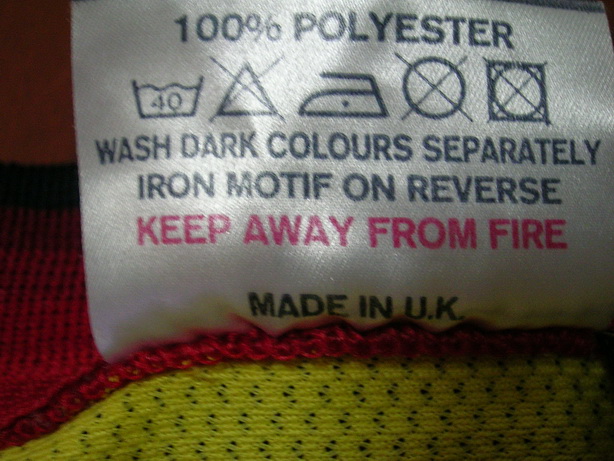 100% POLYESTER
40
WASH DARK COLOURS SEPARATELY
IRON MOTIF ON REVERSE
KEEP AWAY FROM FIRE
MADE IN U.K.